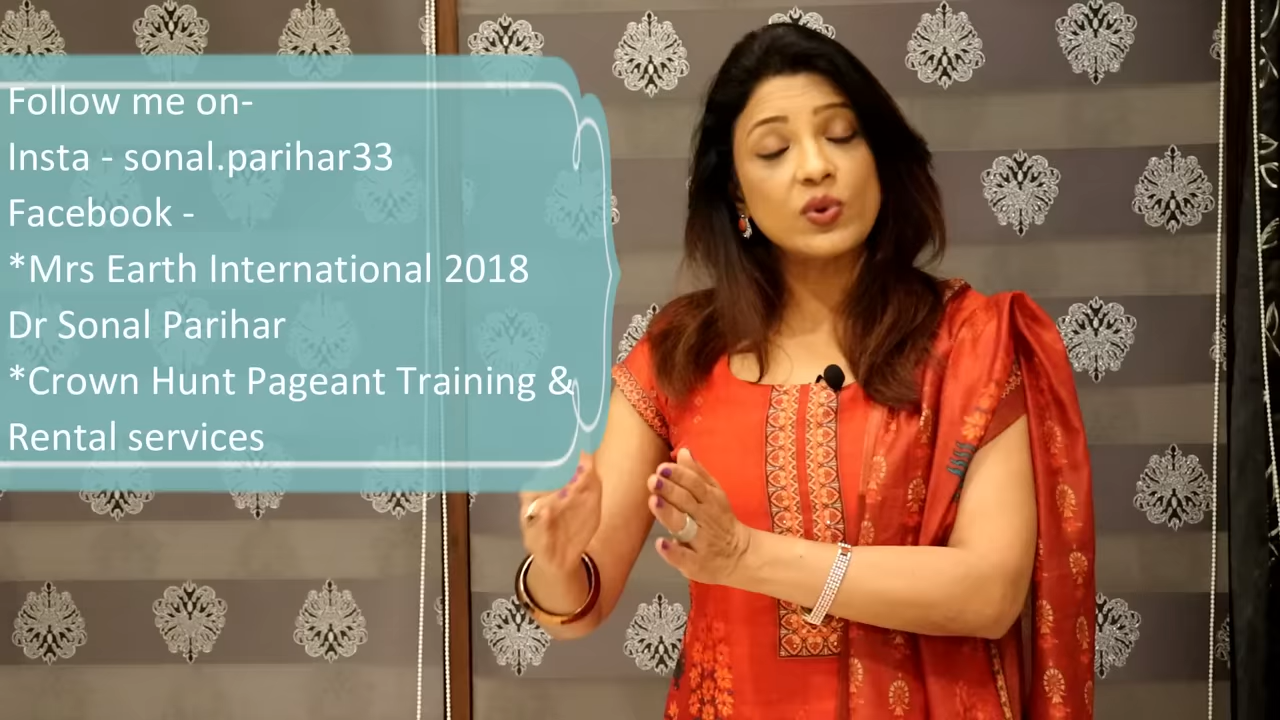 Follow me on-
Insta - sonal.parihar33
Facebook -
*Mrs Earth International 2018
Dr Sonal Parihar
*Crown Hunt Pageant Training &
Rental services